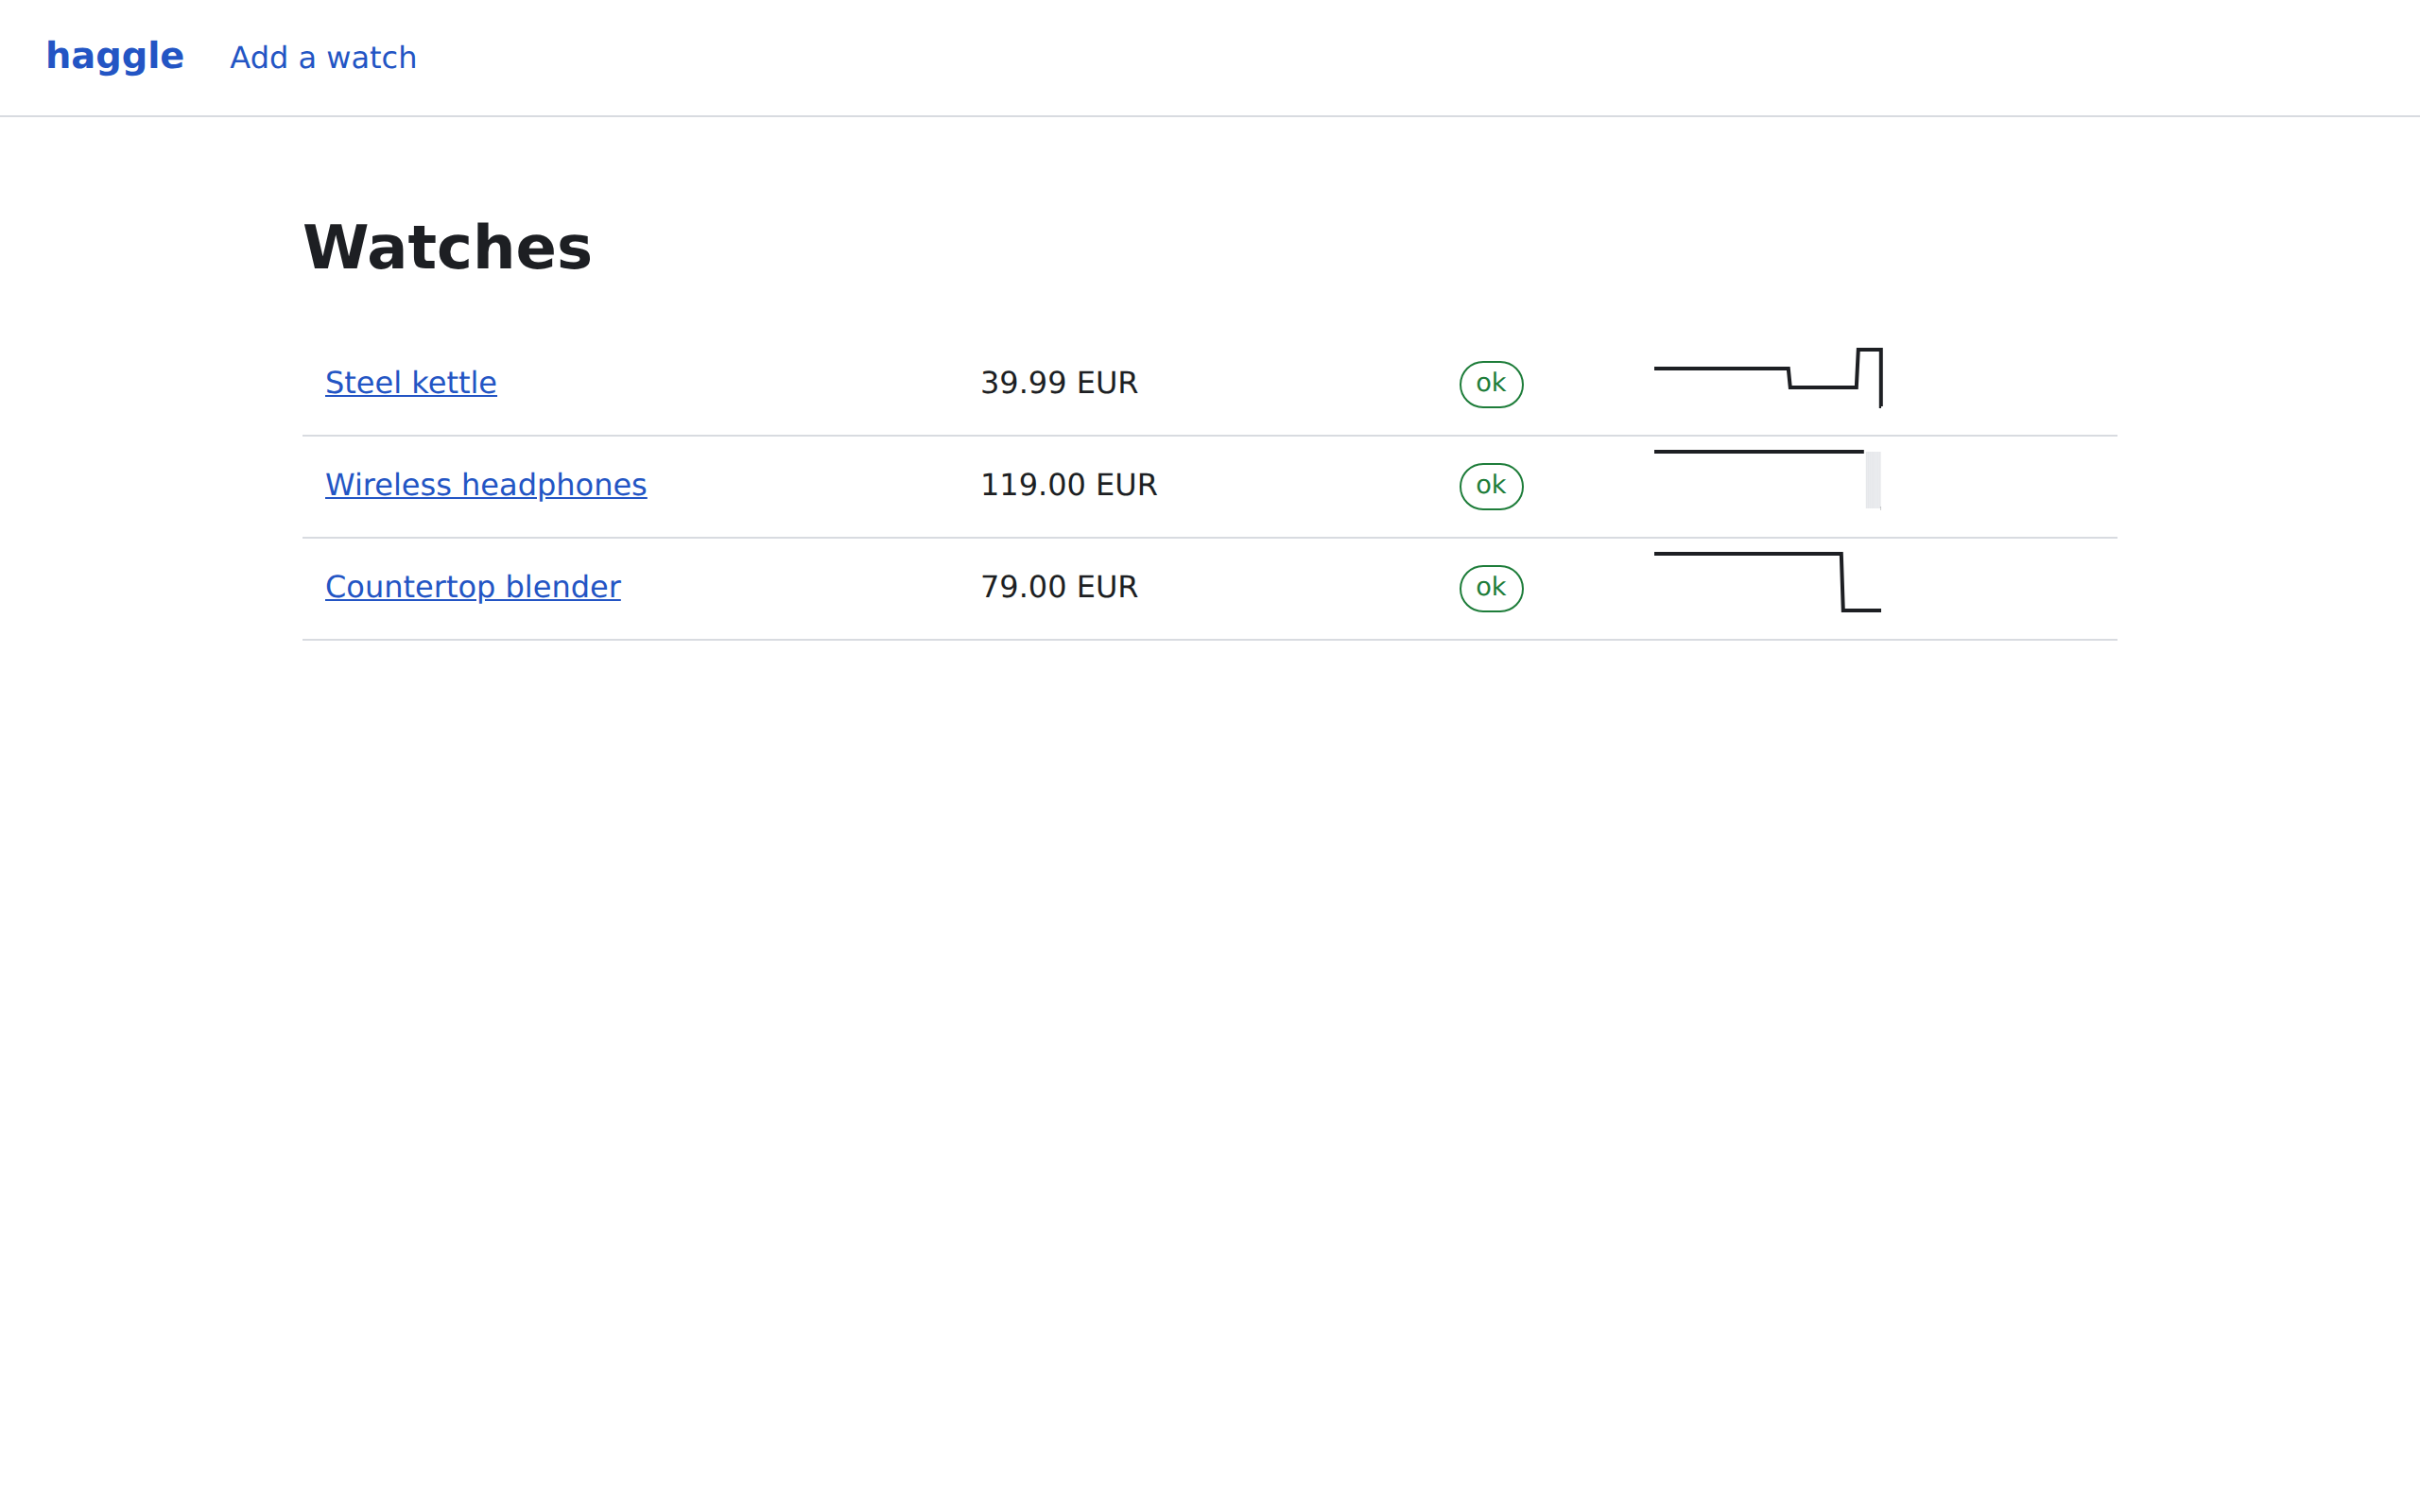 haggle Add a watch
Watches
Steel kettle 39.99 EUR ok
Wireless headphones 119.00 EUR ok
Countertop blender 79.00 EUR ok